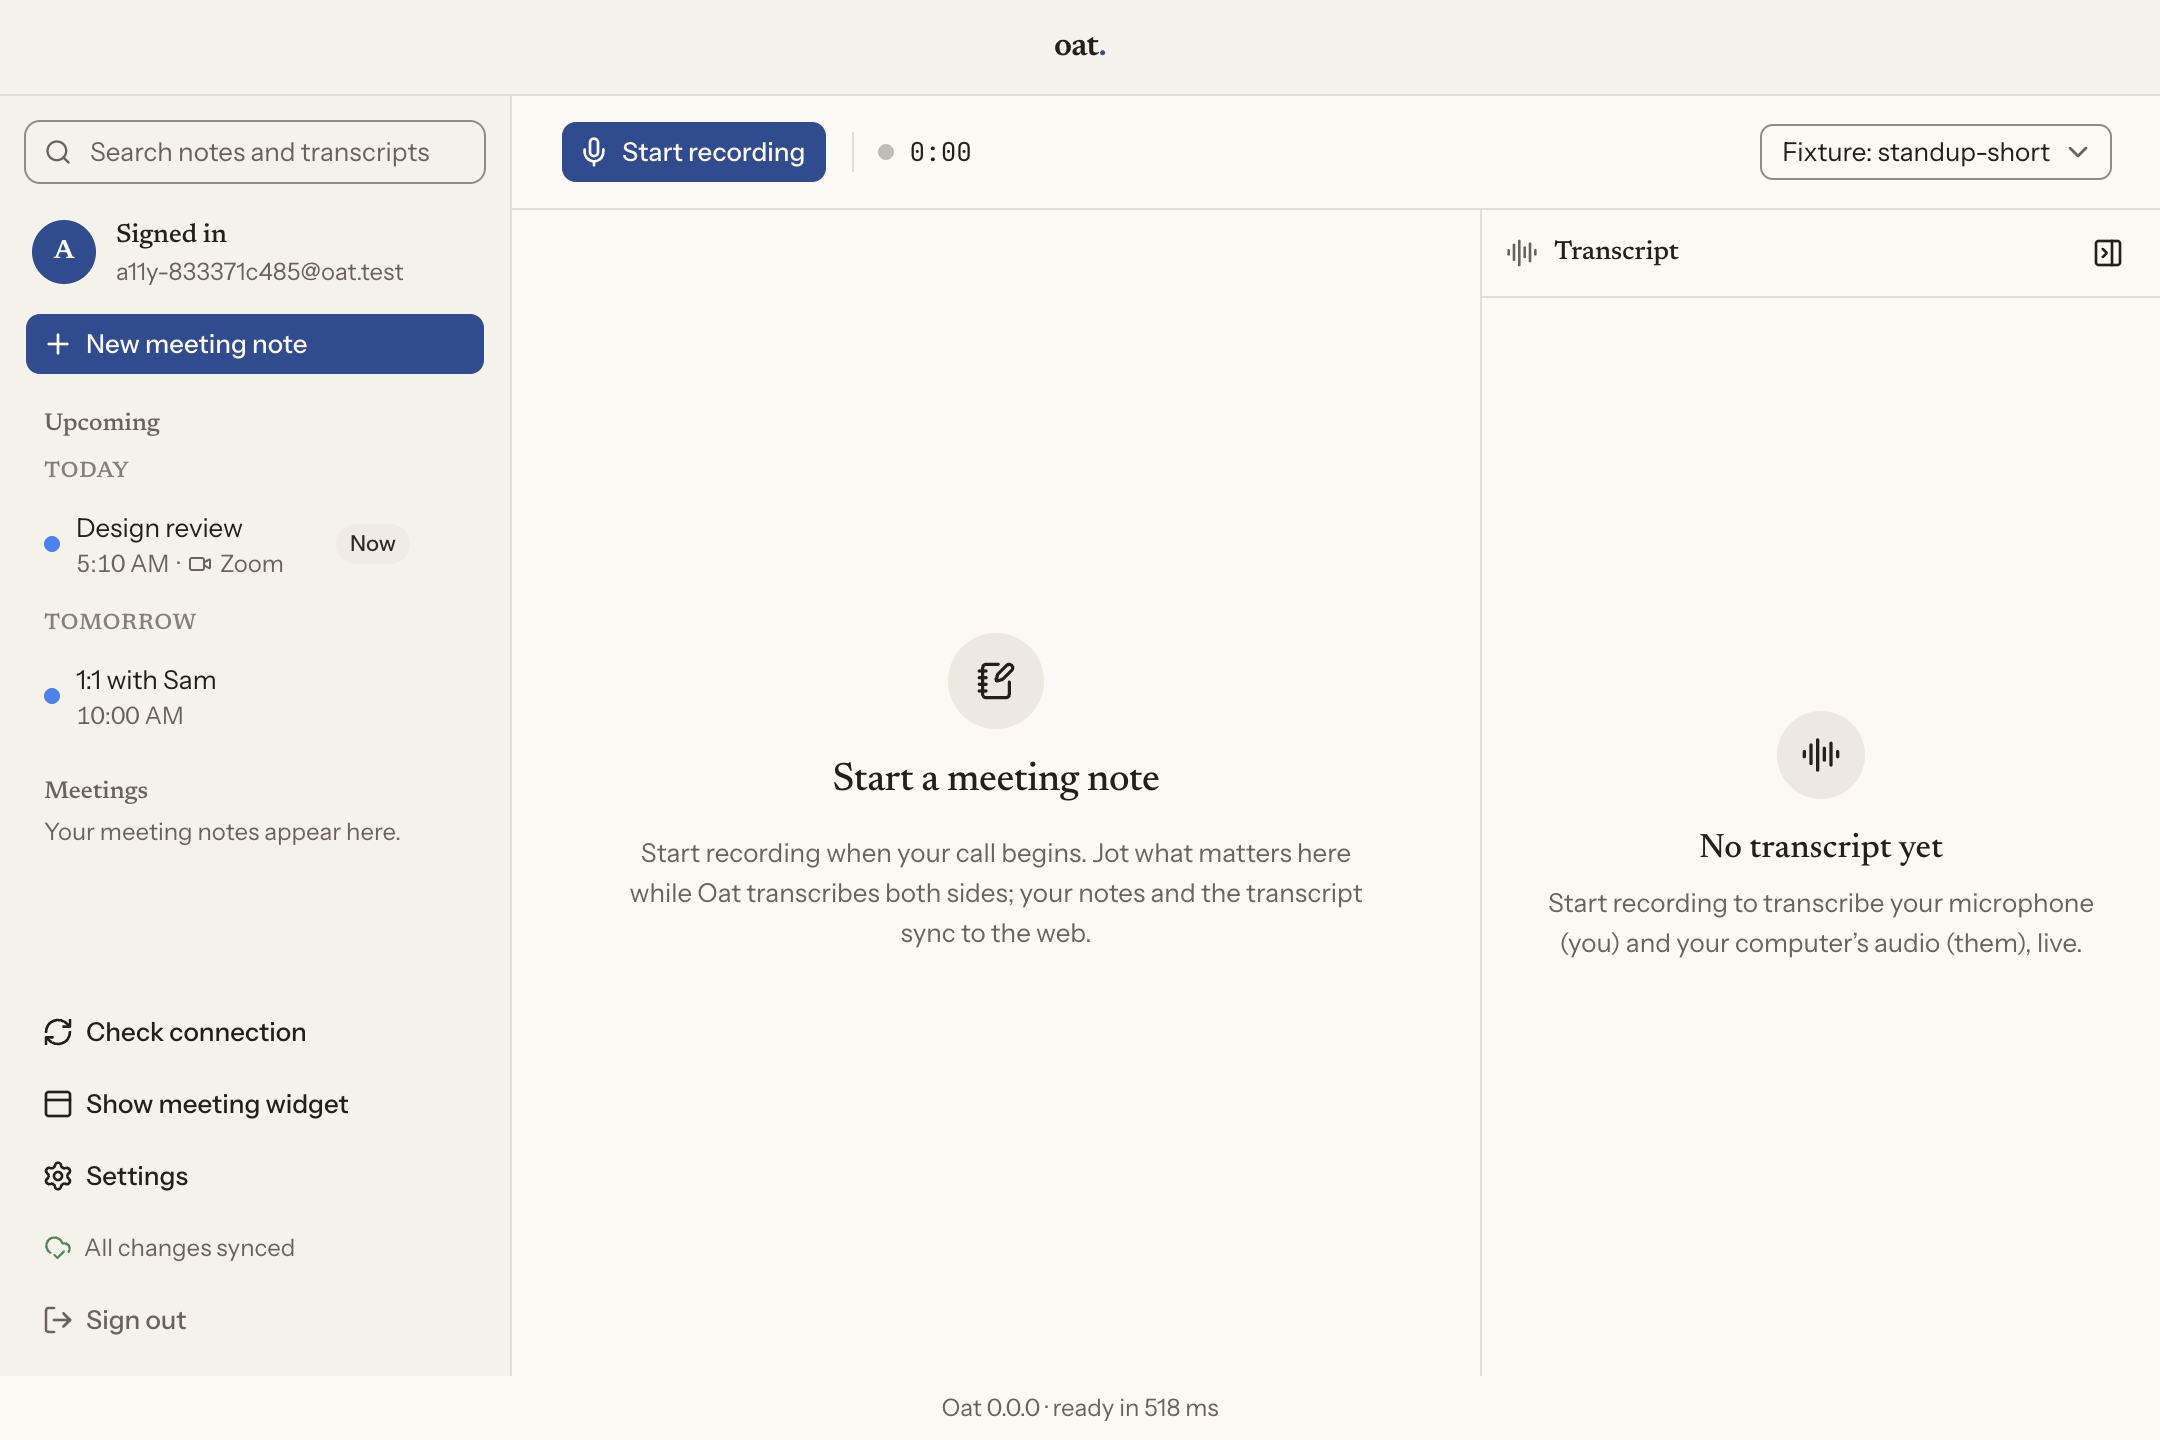 oat.
Search notes and transcripts
Signed in
a11y-833371c485@oat.test
New meeting note
Upcoming
TODAY
Design review
5:10 AM · Zoom
Now
TOMORROW
1:1 with Sam
10:00 AM
Meetings
Your meeting notes appear here.
Check connection
Show meeting widget
Settings
All changes synced
Sign out
Start recording
0:00
Fixture: standup-short
A
Start a meeting note
Start recording when your call begins. Jot what matters here
while Oat transcribes both sides; your notes and the transcript
sync to the web.
Transcript
No transcript yet
Start recording to transcribe your microphone
(you) and your computer’s audio (them), live.
Oat 0.0.0 · ready in 518 ms